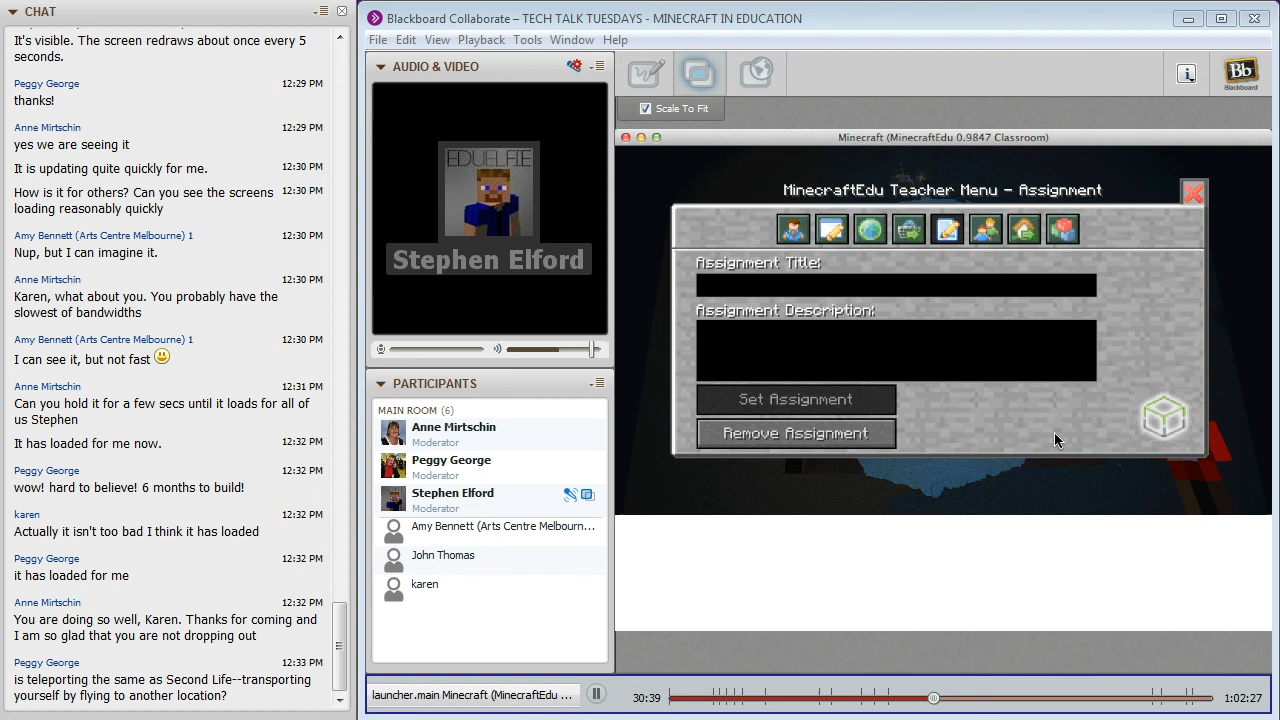 CHAT
It's visible. The screen redraws about once every 5
seconds.
Peggy George 12:29 PM
thanks!
Anne Mirtschin 12:29 PM
yes we are seeing it
It is updating quite quickly for me. 12:30 PM
How is it for others? Can you see the screens 12:30 PM
loading reasonably quickly
Amy Bennett (Arts Centre Melbourne) 1 12:30 PM
Nup, but I can imagine it.
Anne Mirtschin 12:30 PM
Karen, what about you. You probably have the
slowest of bandwidths
Amy Bennett (Arts Centre Melbourne) 1 12:30 PM
I can see it, but not fast
Anne Mirtschin 12:31 PM
Can you hold it for a few secs until it loads for all of
us Stephen
It has loaded for me now. 12:32 PM
Peggy George 12:32 PM
wow! hard to believe! 6 months to build!
karen 12:32 PM
Actually it isn't too bad I think it has loaded
Peggy George 12:32 PM
it has loaded for me
Anne Mirtschin 12:32 PM
You are doing so well, Karen. Thanks for coming and
I am so glad that you are not dropping out
Peggy George 12:33 PM
is teleporting the same as Second Life--transporting
yourself by flying to another location?
Blackboard Collaborate – TECH TALK TUESDAYS - MINECRAFT IN EDUCATION
File Edit View Playback Tools Window Help
AUDIO & VIDEO
EDUELFIE
Stephen Elford
PARTICIPANTS
MAIN ROOM (6)
Anne Mirtschin
Moderator
Peggy George
Moderator
Stephen Elford
Moderator
Amy Bennett (Arts Centre Melbourn...
John Thomas
karen
Bb
Blackboard
Scale To Fit
Minecraft (MinecraftEdu 0.9847 Classroom)
MinecraftEdu Teacher Menu - Assignment
Assignment Title:
Assignment Description:
Set Assignment
Remove Assignment
launcher.main Minecraft (MinecraftEdu ...
30:39
1:02:27